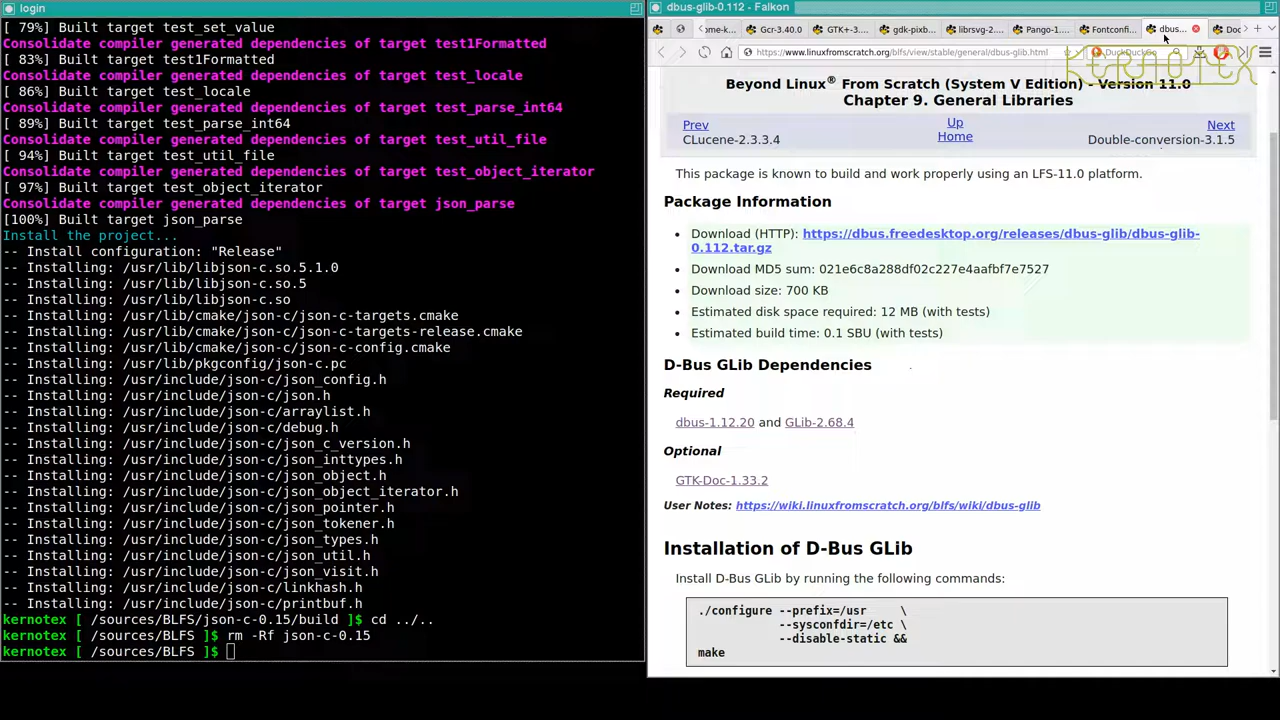 login
[ 79%] Built target test_set_value
Consolidate compiler generated dependencies of target test1Formatted
[ 83%] Built target test1Formatted
Consolidate compiler generated dependencies of target test_locale
[ 86%] Built target test_locale
Consolidate compiler generated dependencies of target test_parse_int64
[ 89%] Built target test_parse_int64
Consolidate compiler generated dependencies of target test_util_file
[ 94%] Built target test_util_file
Consolidate compiler generated dependencies of target test_object_iterator
[ 97%] Built target test_object_iterator
Consolidate compiler generated dependencies of target json_parse
[100%] Built target json_parse
Install the project...
-- Install configuration: "Release"
-- Installing: /usr/lib/libjson-c.so.5.1.0
-- Installing: /usr/lib/libjson-c.so.5
-- Installing: /usr/lib/libjson-c.so
-- Installing: /usr/lib/cmake/json-c/json-c-targets.cmake
-- Installing: /usr/lib/cmake/json-c/json-c-targets-release.cmake
-- Installing: /usr/lib/cmake/json-c/json-c-config.cmake
-- Installing: /usr/lib/pkgconfig/json-c.pc
-- Installing: /usr/include/json-c/json_config.h
-- Installing: /usr/include/json-c/json.h
-- Installing: /usr/include/json-c/arraylist.h
-- Installing: /usr/include/json-c/debug.h
-- Installing: /usr/include/json-c/json_c_version.h
-- Installing: /usr/include/json-c/json_inttypes.h
-- Installing: /usr/include/json-c/json_object.h
-- Installing: /usr/include/json-c/json_object_iterator.h
-- Installing: /usr/include/json-c/json_pointer.h
-- Installing: /usr/include/json-c/json_tokener.h
-- Installing: /usr/include/json-c/json_types.h
-- Installing: /usr/include/json-c/json_util.h
-- Installing: /usr/include/json-c/json_visit.h
-- Installing: /usr/include/json-c/linkhash.h
-- Installing: /usr/include/json-c/printbuf.h
kernotex [ /sources/BLFS/json-c-0.15/build ]$ cd ../..
kernotex [ /sources/BLFS ]$ rm -Rf json-c-0.15
kernotex [ /sources/BLFS ]$
dbus-glib-0.112 - Falkon
ome-k... Gcr-3.40.0 GTK+-3.... gdk-pixb... librsvg-2.... Pango-1.... Fontconfi... dbus... Doc
https://www.linuxfromscratch.org/blfs/view/stable/general/dbus-glib.html DuckDuckGo
KERNOTEX
Beyond Linux® From Scratch (System V Edition) - Version 11.0
Chapter 9. General Libraries
Prev Up Next
CLucene-2.3.3.4 Home Double-conversion-3.1.5
This package is known to build and work properly using an LFS-11.0 platform.
Package Information
• Download (HTTP): https://dbus.freedesktop.org/releases/dbus-glib/dbus-glib-
0.112.tar.gz
• Download MD5 sum: 021e6c8a288df02c227e4aafbf7e7527
• Download size: 700 KB
• Estimated disk space required: 12 MB (with tests)
• Estimated build time: 0.1 SBU (with tests)
D-Bus GLib Dependencies
Required
dbus-1.12.20 and GLib-2.68.4
Optional
GTK-Doc-1.33.2
User Notes: https://wiki.linuxfromscratch.org/blfs/wiki/dbus-glib
Installation of D-Bus GLib
Install D-Bus GLib by running the following commands:
./configure --prefix=/usr \
--sysconfdir=/etc \
--disable-static &&
make